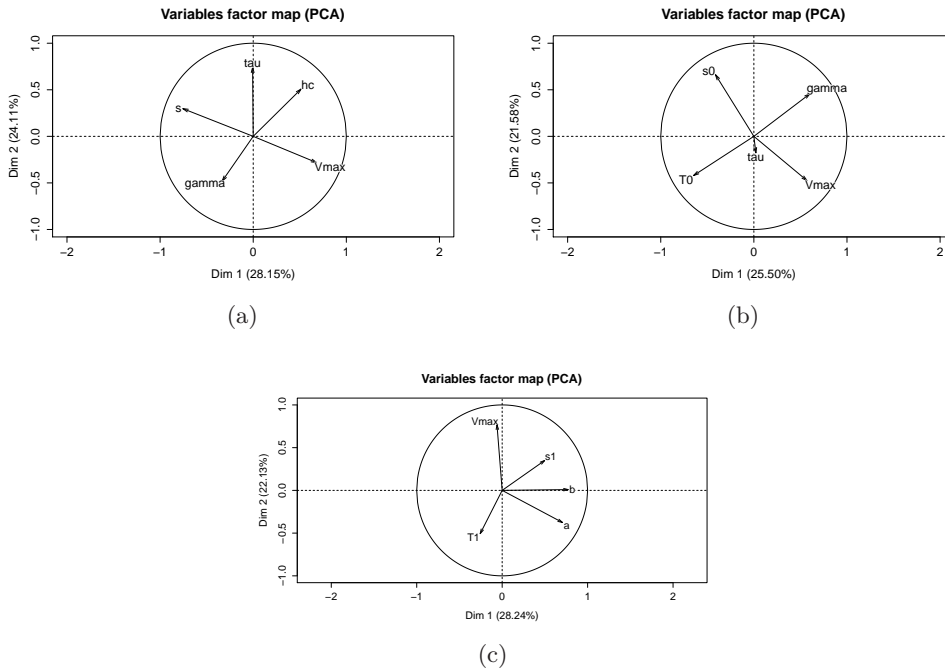 Variables factor map (PCA)
1.0
0.5
0.0
−0.5
−1.0
Dim 2 (24.11%)
tau
hc
s
Vmax
gamma
−2
−1
0
1
2
Dim 1 (28.15%)
(a)
Variables factor map (PCA)
1.0
0.5
0.0
−0.5
−1.0
Dim 2 (21.58%)
s0
gamma
tau
T0
Vmax
−2
−1
0
1
2
Dim 1 (25.50%)
(b)
Variables factor map (PCA)
1.0
0.5
0.0
−0.5
−1.0
Dim 2 (22.13%)
Vmax
s1
b
a
T1
−2
−1
0
1
2
Dim 1 (28.24%)
(c)